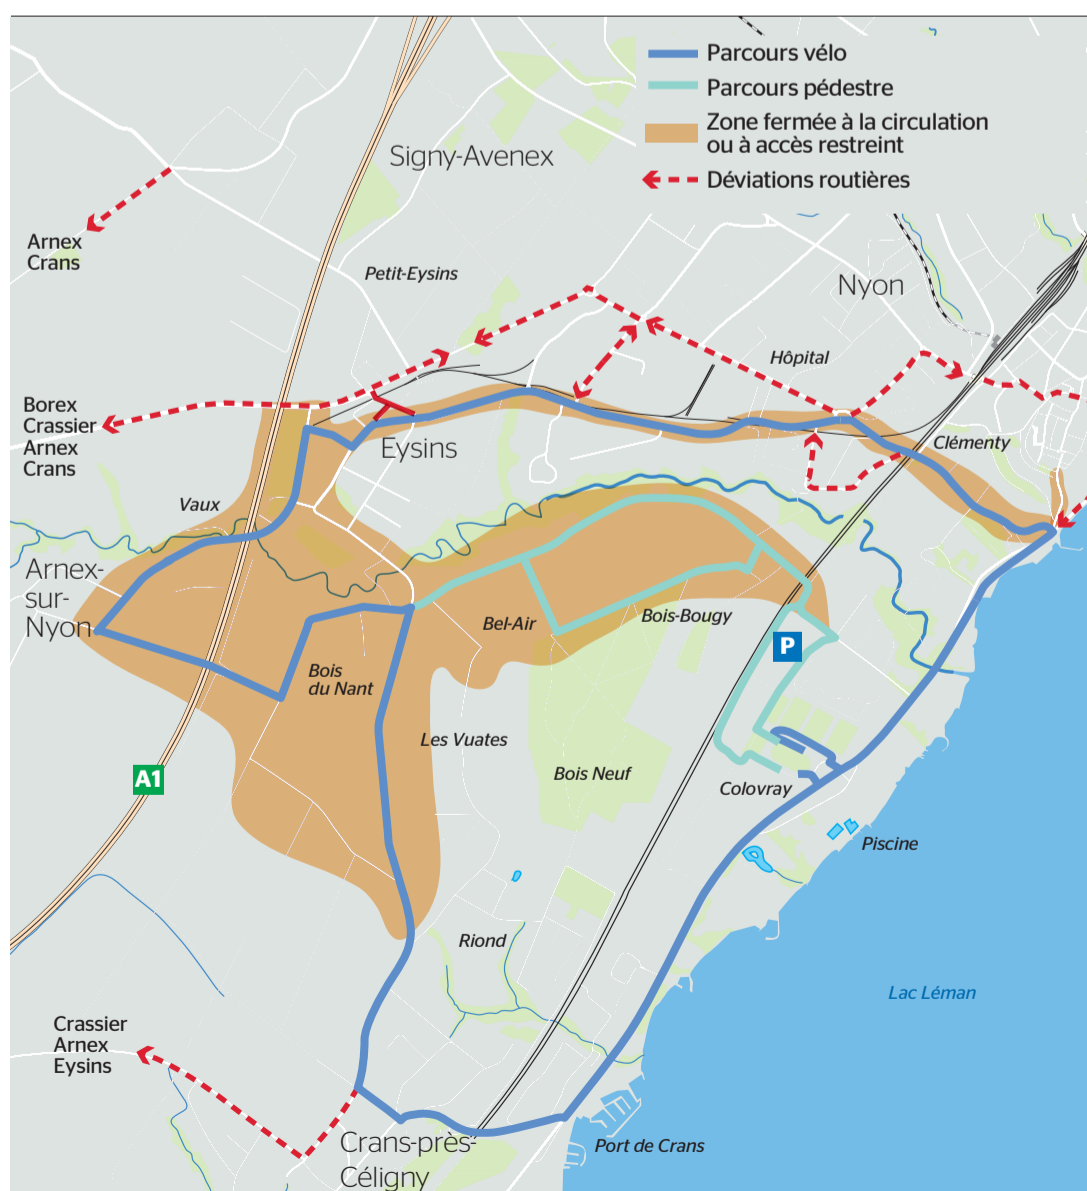 Parcours vélo
Parcours pédestre
Zone fermée à la circulation
ou à accès restreint
Déviations routières
Signy-Avenex
Arnex
Crans
Petit-Eysins
Nyon
Hôpital
Borex
Crassier
Arnex
Crans
Eysins
Clémenty
Vaux
Arnex-
sur-
Nyon
Bel-Air
Bois-Bougy
P
Bois
du Nant
Les Vuates
A1
Bois Neuf
Colovray
Piscine
Riond
Lac Léman
Crassier
Arnex
Eysins
Crans-près-
Céligny
Port de Crans